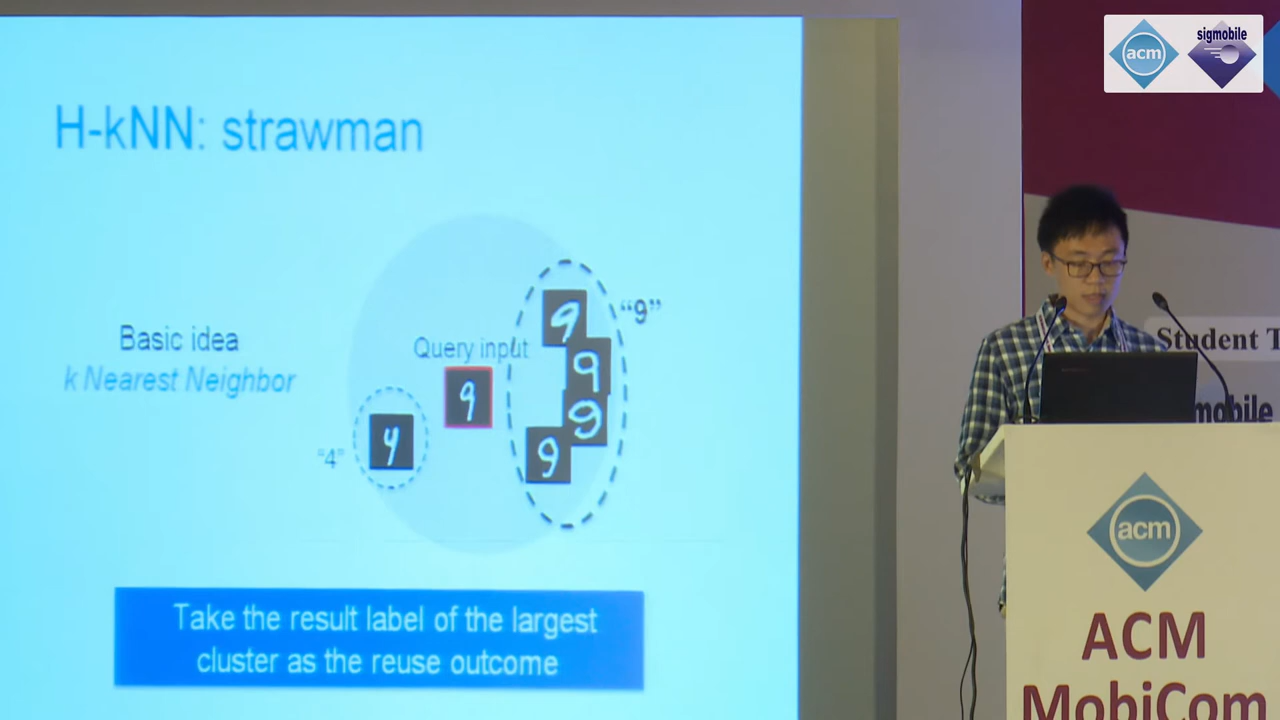 H-kNN: strawman
Basic idea
k Nearest Neighbor
Query input
"9"
"4"
9
9
9
9
9
4
Take the result label of the largest
cluster as the reuse outcome
acm
sigmobile
Student T
mobile
acm
ACM
MobiCom